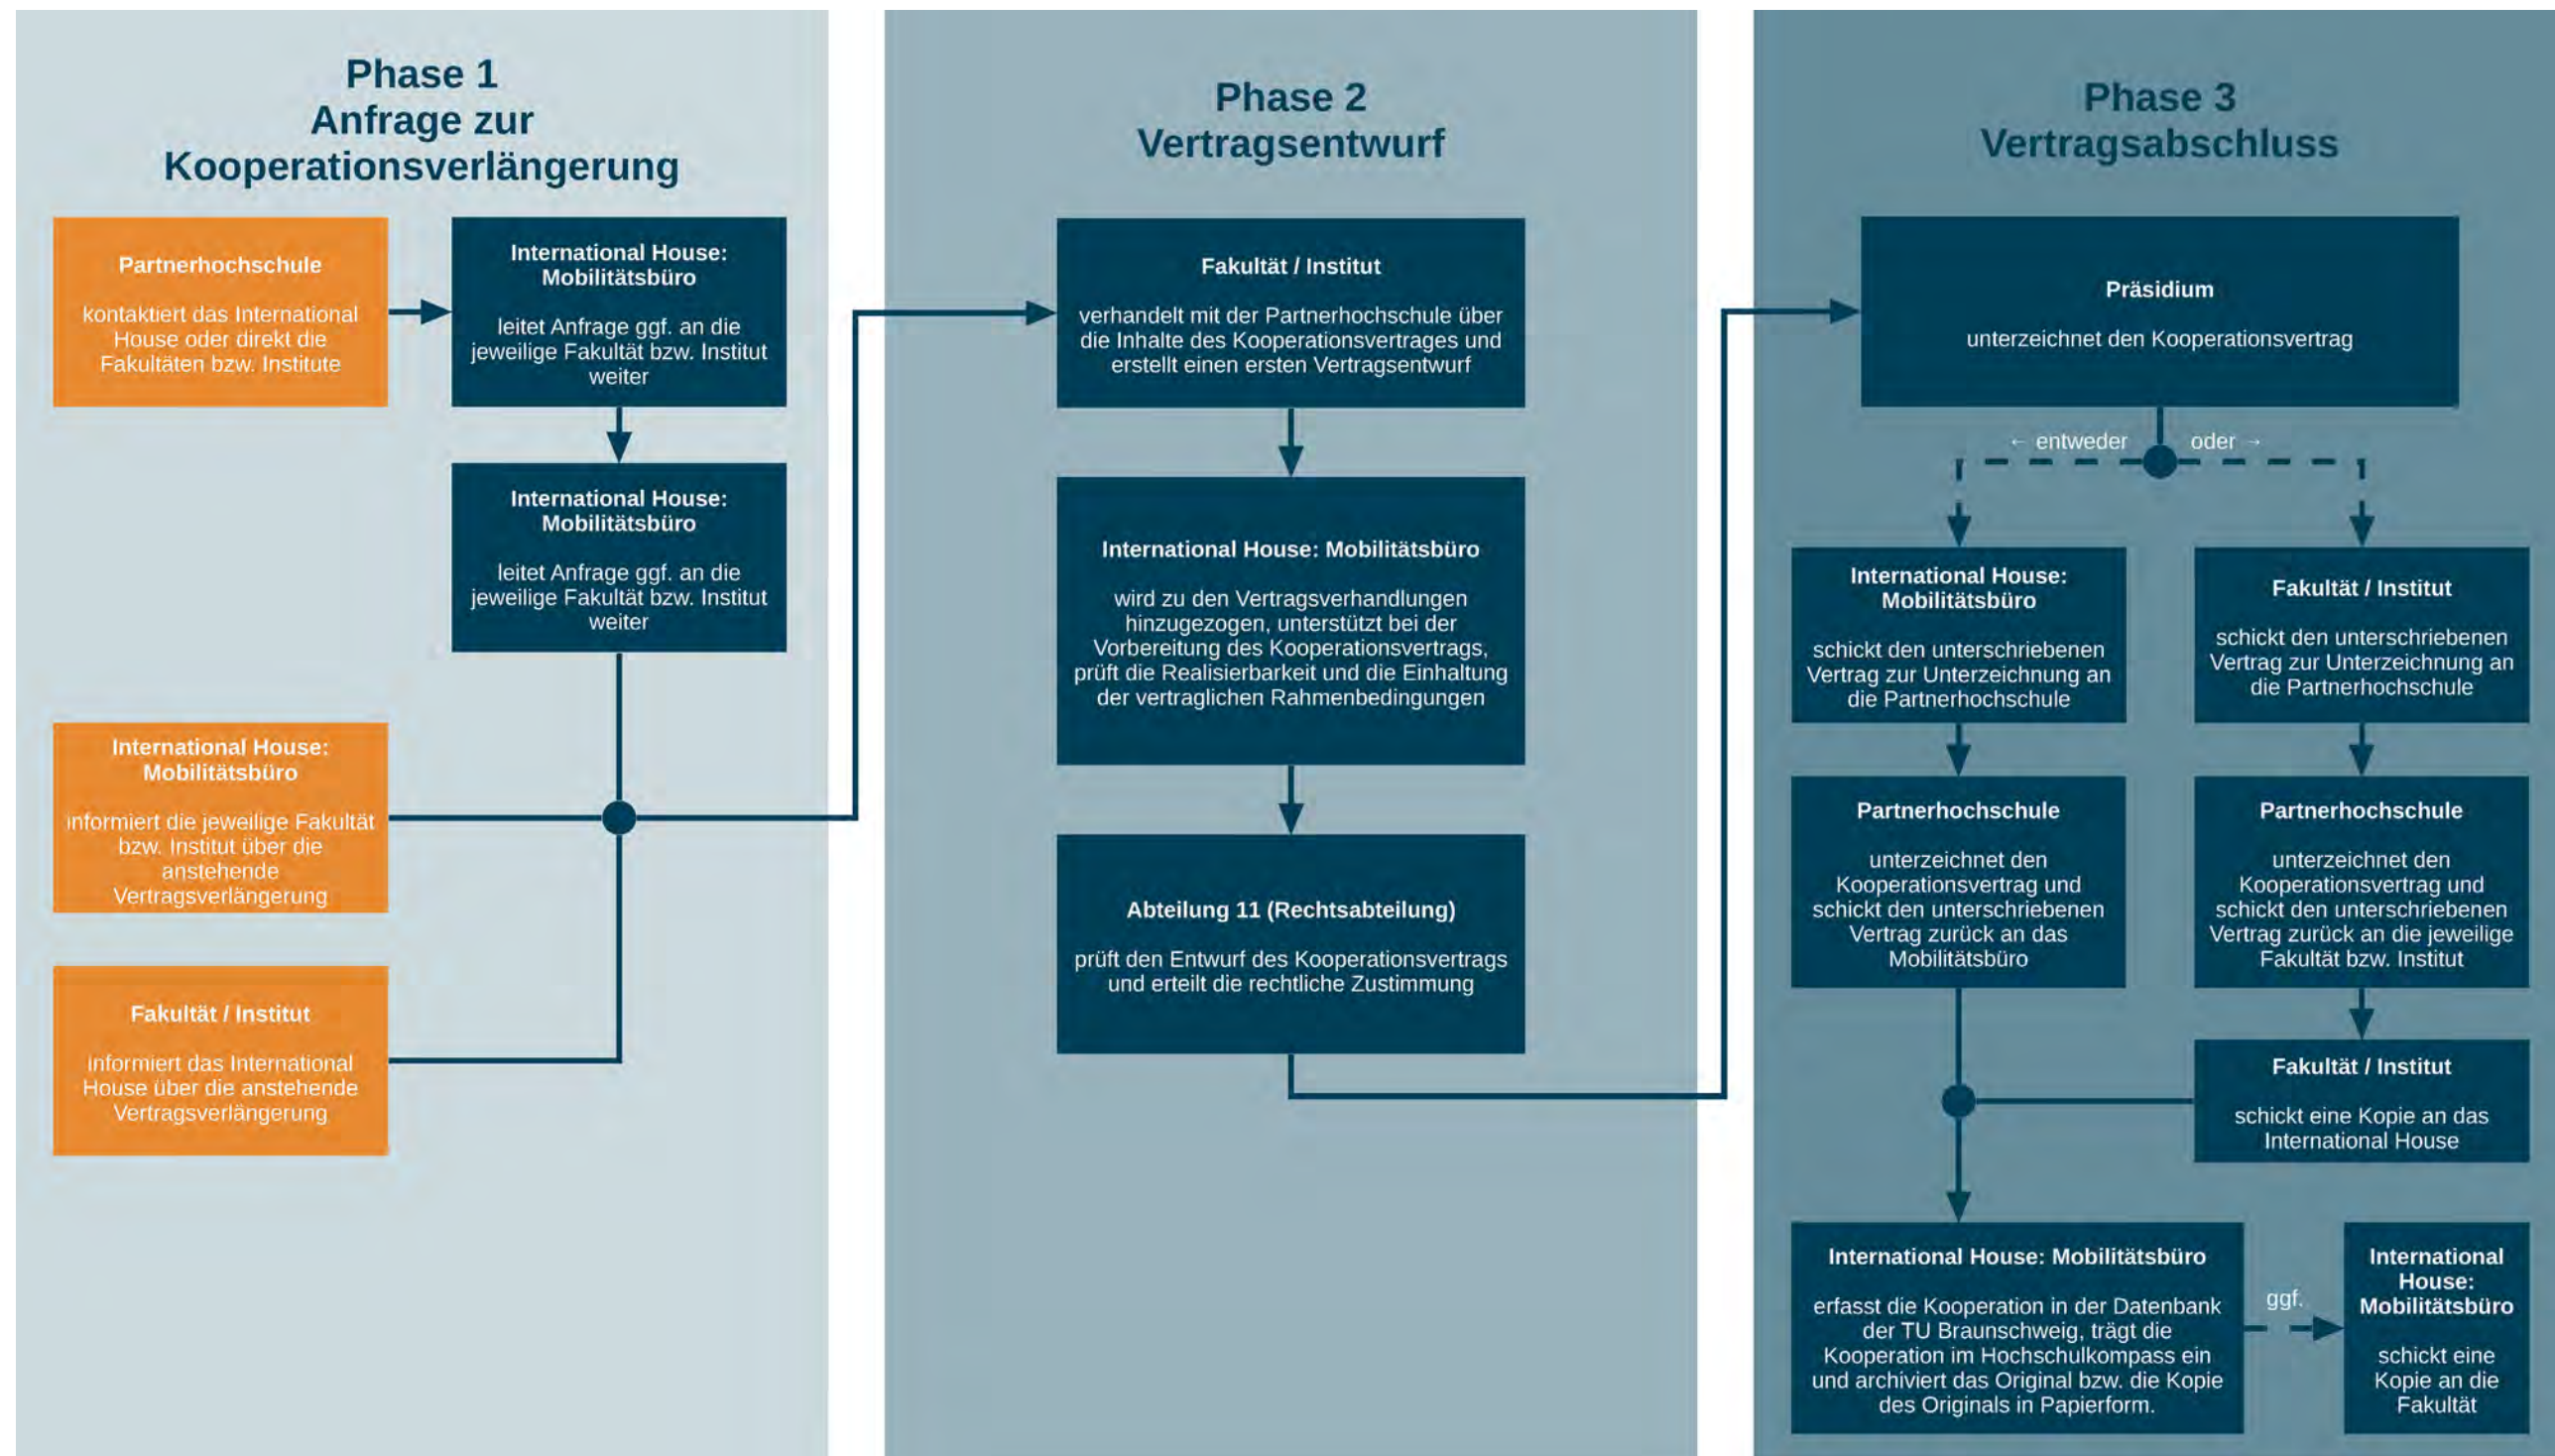 Phase 1
Anfrage zur
Kooperationsverlängerung
Partnerhochschule
kontaktiert das International
House oder direkt die
Fakultäten bzw. Institute
International House:
Mobilitätsbüro
leitet Anfrage ggf. an die
jeweilige Fakultät bzw. Institut
weiter
International House:
Mobilitätsbüro
leitet Anfrage ggf. an die
jeweilige Fakultät bzw. Institut
weiter
International House:
Mobilitätsbüro
informiert die jeweilige Fakultät
bzw. Institut über die
anstehende
Vertragsverlängerung
Fakultät / Institut
informiert das International
House über die anstehende
Vertragsverlängerung
Phase 2
Vertragsentwurf
Fakultät / Institut
verhandelt mit der Partnerhochschule über
die Inhalte des Kooperationsvertrages und
erstellt einen ersten Vertragsentwurf
International House: Mobilitätsbüro
wird zu den Vertragsverhandlungen
hinzugezogen, unterstützt bei der
Vorbereitung des Kooperationsvertrags,
prüft die Realisierbarkeit und die Einhaltung
der vertraglichen Rahmenbedingungen
Abteilung 11 (Rechtsabteilung)
prüft den Entwurf des Kooperationsvertrags
und erteilt die rechtliche Zustimmung
Phase 3
Vertragsabschluss
Präsidium
unterzeichnet den Kooperationsvertrag
← entweder
oder →
International House:
Mobilitätsbüro
schickt den unterschriebenen
Vertrag zur Unterzeichnung an
die Partnerhochschule
Fakultät / Institut
schickt den unterschriebenen
Vertrag zur Unterzeichnung an
die Partnerhochschule
Partnerhochschule
unterzeichnet den
Kooperationsvertrag und
schickt den unterschriebenen
Vertrag zurück an das
Mobilitätsbüro
Partnerhochschule
unterzeichnet den
Kooperationsvertrag und
schickt den unterschriebenen
Vertrag zurück an die jeweilige
Fakultät bzw. Institut
Fakultät / Institut
schickt eine Kopie an das
International House
International House: Mobilitätsbüro
erfasst die Kooperation in der Datenbank
der TU Braunschweig, trägt die
Kooperation im Hochschulkompass ein
und archiviert das Original bzw. die Kopie
des Originals in Papierform.
ggf.
International
House:
Mobilitätsbüro
schickt eine
Kopie an die
Fakultät